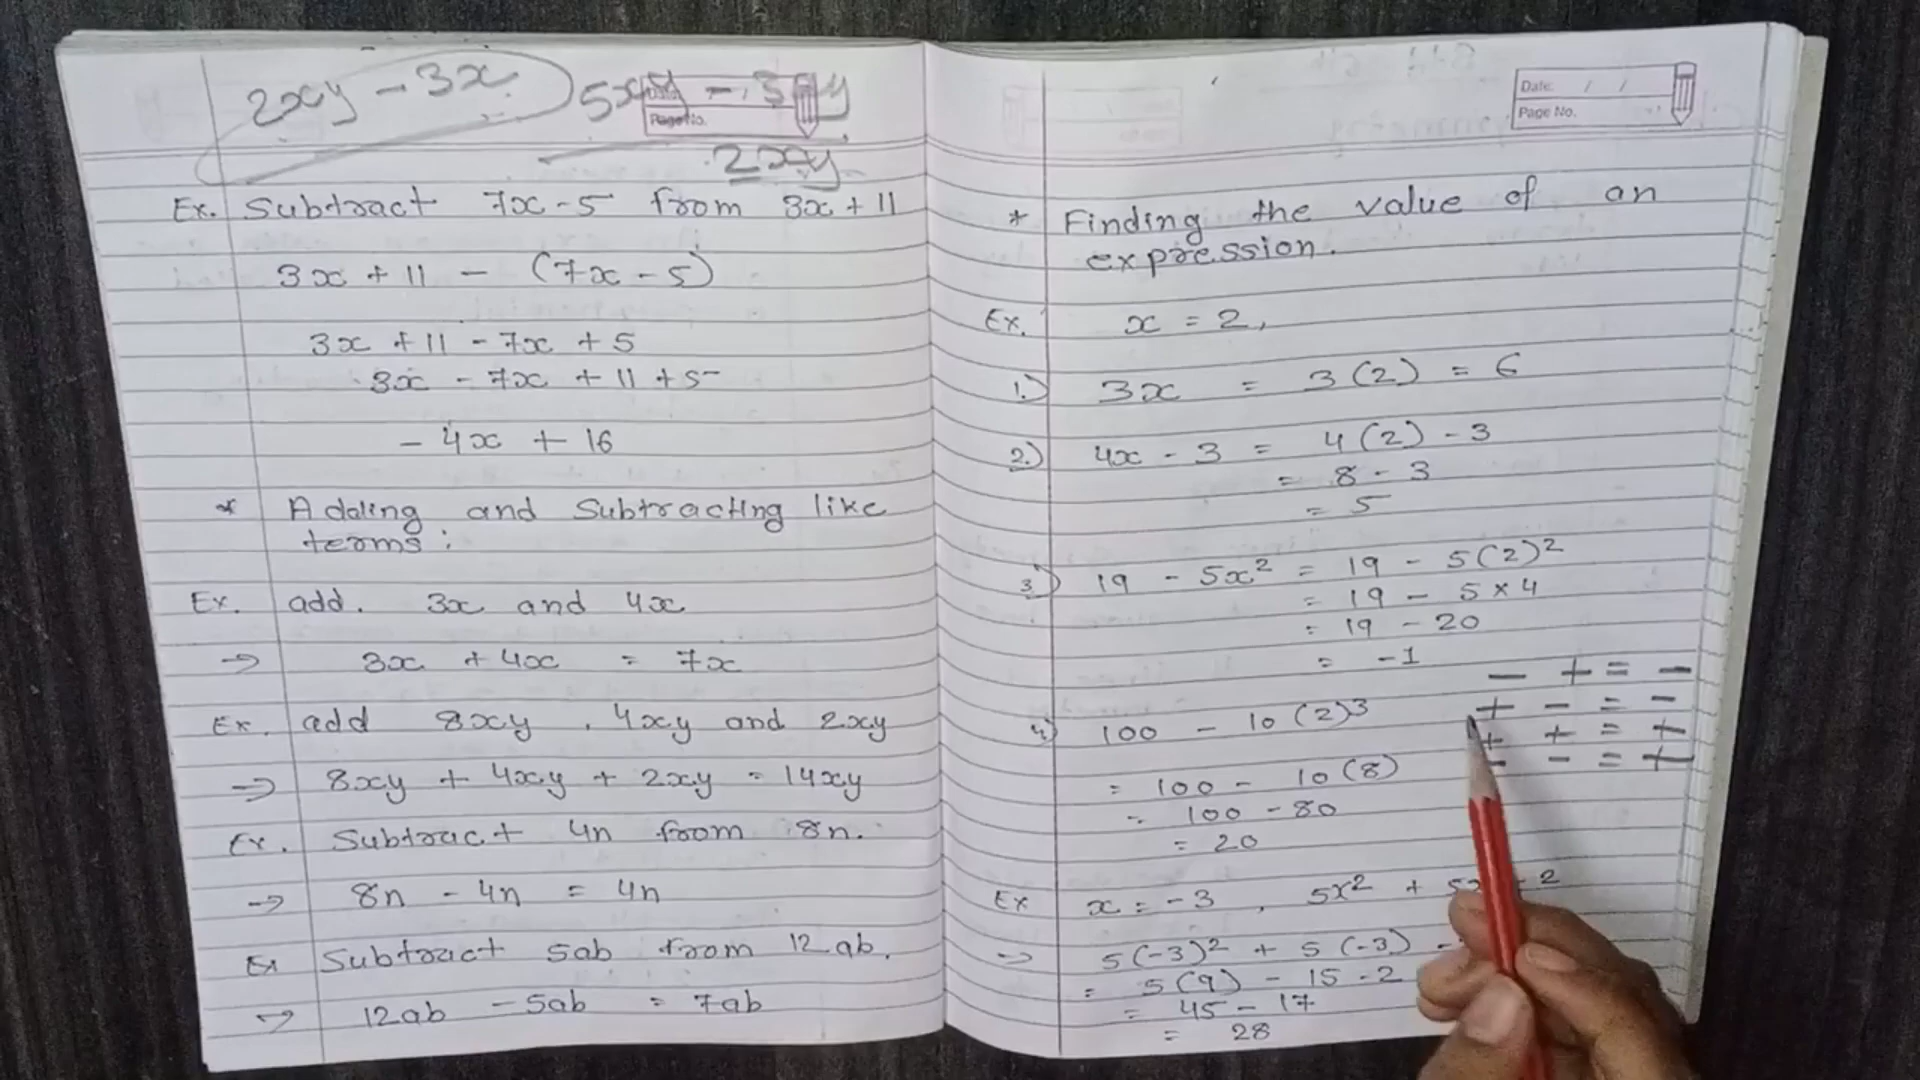 2xy - 3x
5xy - 3xy
Page No.
2xy
Ex. Subtract 7x - 5 from 3x + 11
3x + 11 - (7x - 5)
3x + 11 - 7x + 5
3x - 7x + 11 + 5
- 4x + 16
* Adding and Subtracting like
terms :
Ex. add. 3x and 4x
→ 3x + 4x = 7x
Ex. add 8xy , 4xy and 2xy
→ 8xy + 4xy + 2xy = 14xy
Ex. Subtract 4n from 8n.
→ 8n - 4n = 4n
Ex Subtract 5ab from 12ab.
→ 12ab - 5ab = 7ab
Date: / /
Page No.
* Finding the value of an
expression.
Ex. x = 2,
1.) 3x = 3(2) = 6
2.) 4x - 3 = 4(2) - 3
= 8 - 3
= 5
3) 19 - 5x² = 19 - 5(2)²
= 19 - 5 × 4
= 19 - 20
= -1
- + = -
+ - = -
+ + = +
- - = +
4) 100 - 10(2)³
= 100 - 10(8)
= 100 - 80
= 20
Ex x = -3 , 5x² + 2
→ 5(-3)² + 5(-3) -
= 5(9) - 15 - 2
= 45 - 17
= 28